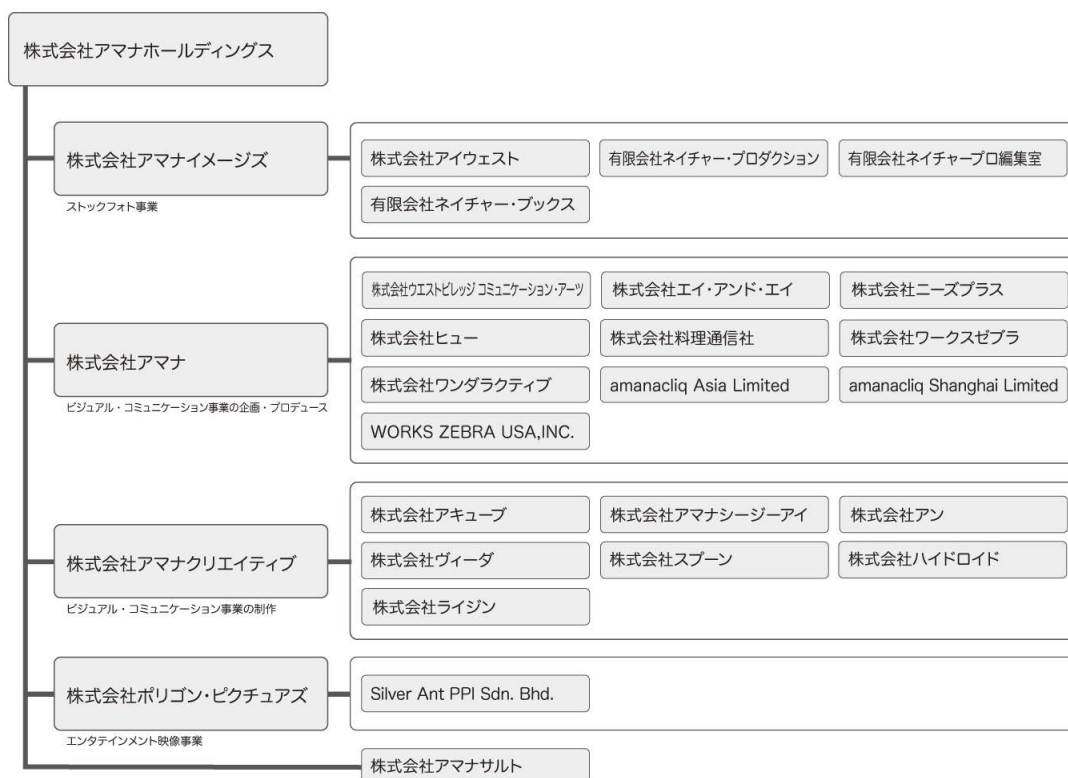 株式会社アマナホールディングス
株式会社アマナイメージズ
ストックフォト事業
株式会社アイウェスト
有限会社ネイチャー・プロダクション
有限会社ネイチャープロ編集室
有限会社ネイチャー・ブックス
株式会社アマナ
ビジュアル・コミュニケーション事業の企画・プロデュース
株式会社ウエストビレッジ コミュニケーション・アーツ
株式会社エイ・アンド・エイ
株式会社ニーズプラス
株式会社ヒュー
株式会社料理通信社
株式会社ワークスゼブラ
株式会社ワンダラクティブ
amanacliq Asia Limited
amanacliq Shanghai Limited
WORKS ZEBRA USA,INC.
株式会社アマナクリエイティブ
ビジュアル・コミュニケーション事業の制作
株式会社アキューブ
株式会社アマナシージーアイ
株式会社アン
株式会社ヴィーダ
株式会社スプーン
株式会社ハイドロイド
株式会社ライジン
株式会社ポリゴン・ピクチュアズ
エンタテインメント映像事業
Silver Ant PPI Sdn. Bhd.
株式会社アマナサルト